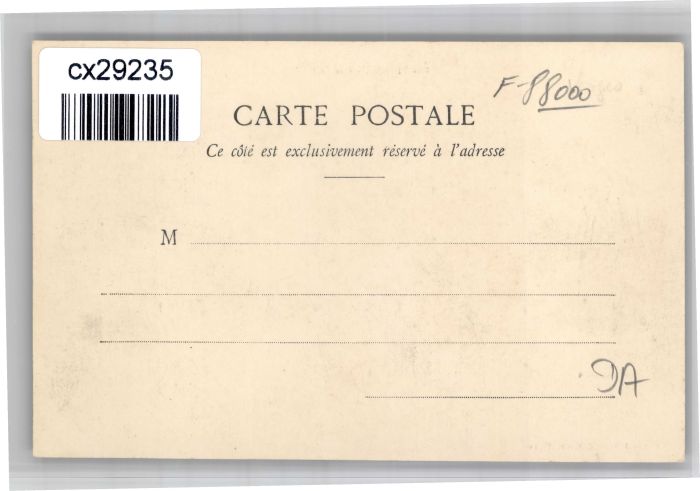 cx29235
F-88000
CARTE POSTALE
Ce côté est exclusivement réservé à l'adresse
M
DA